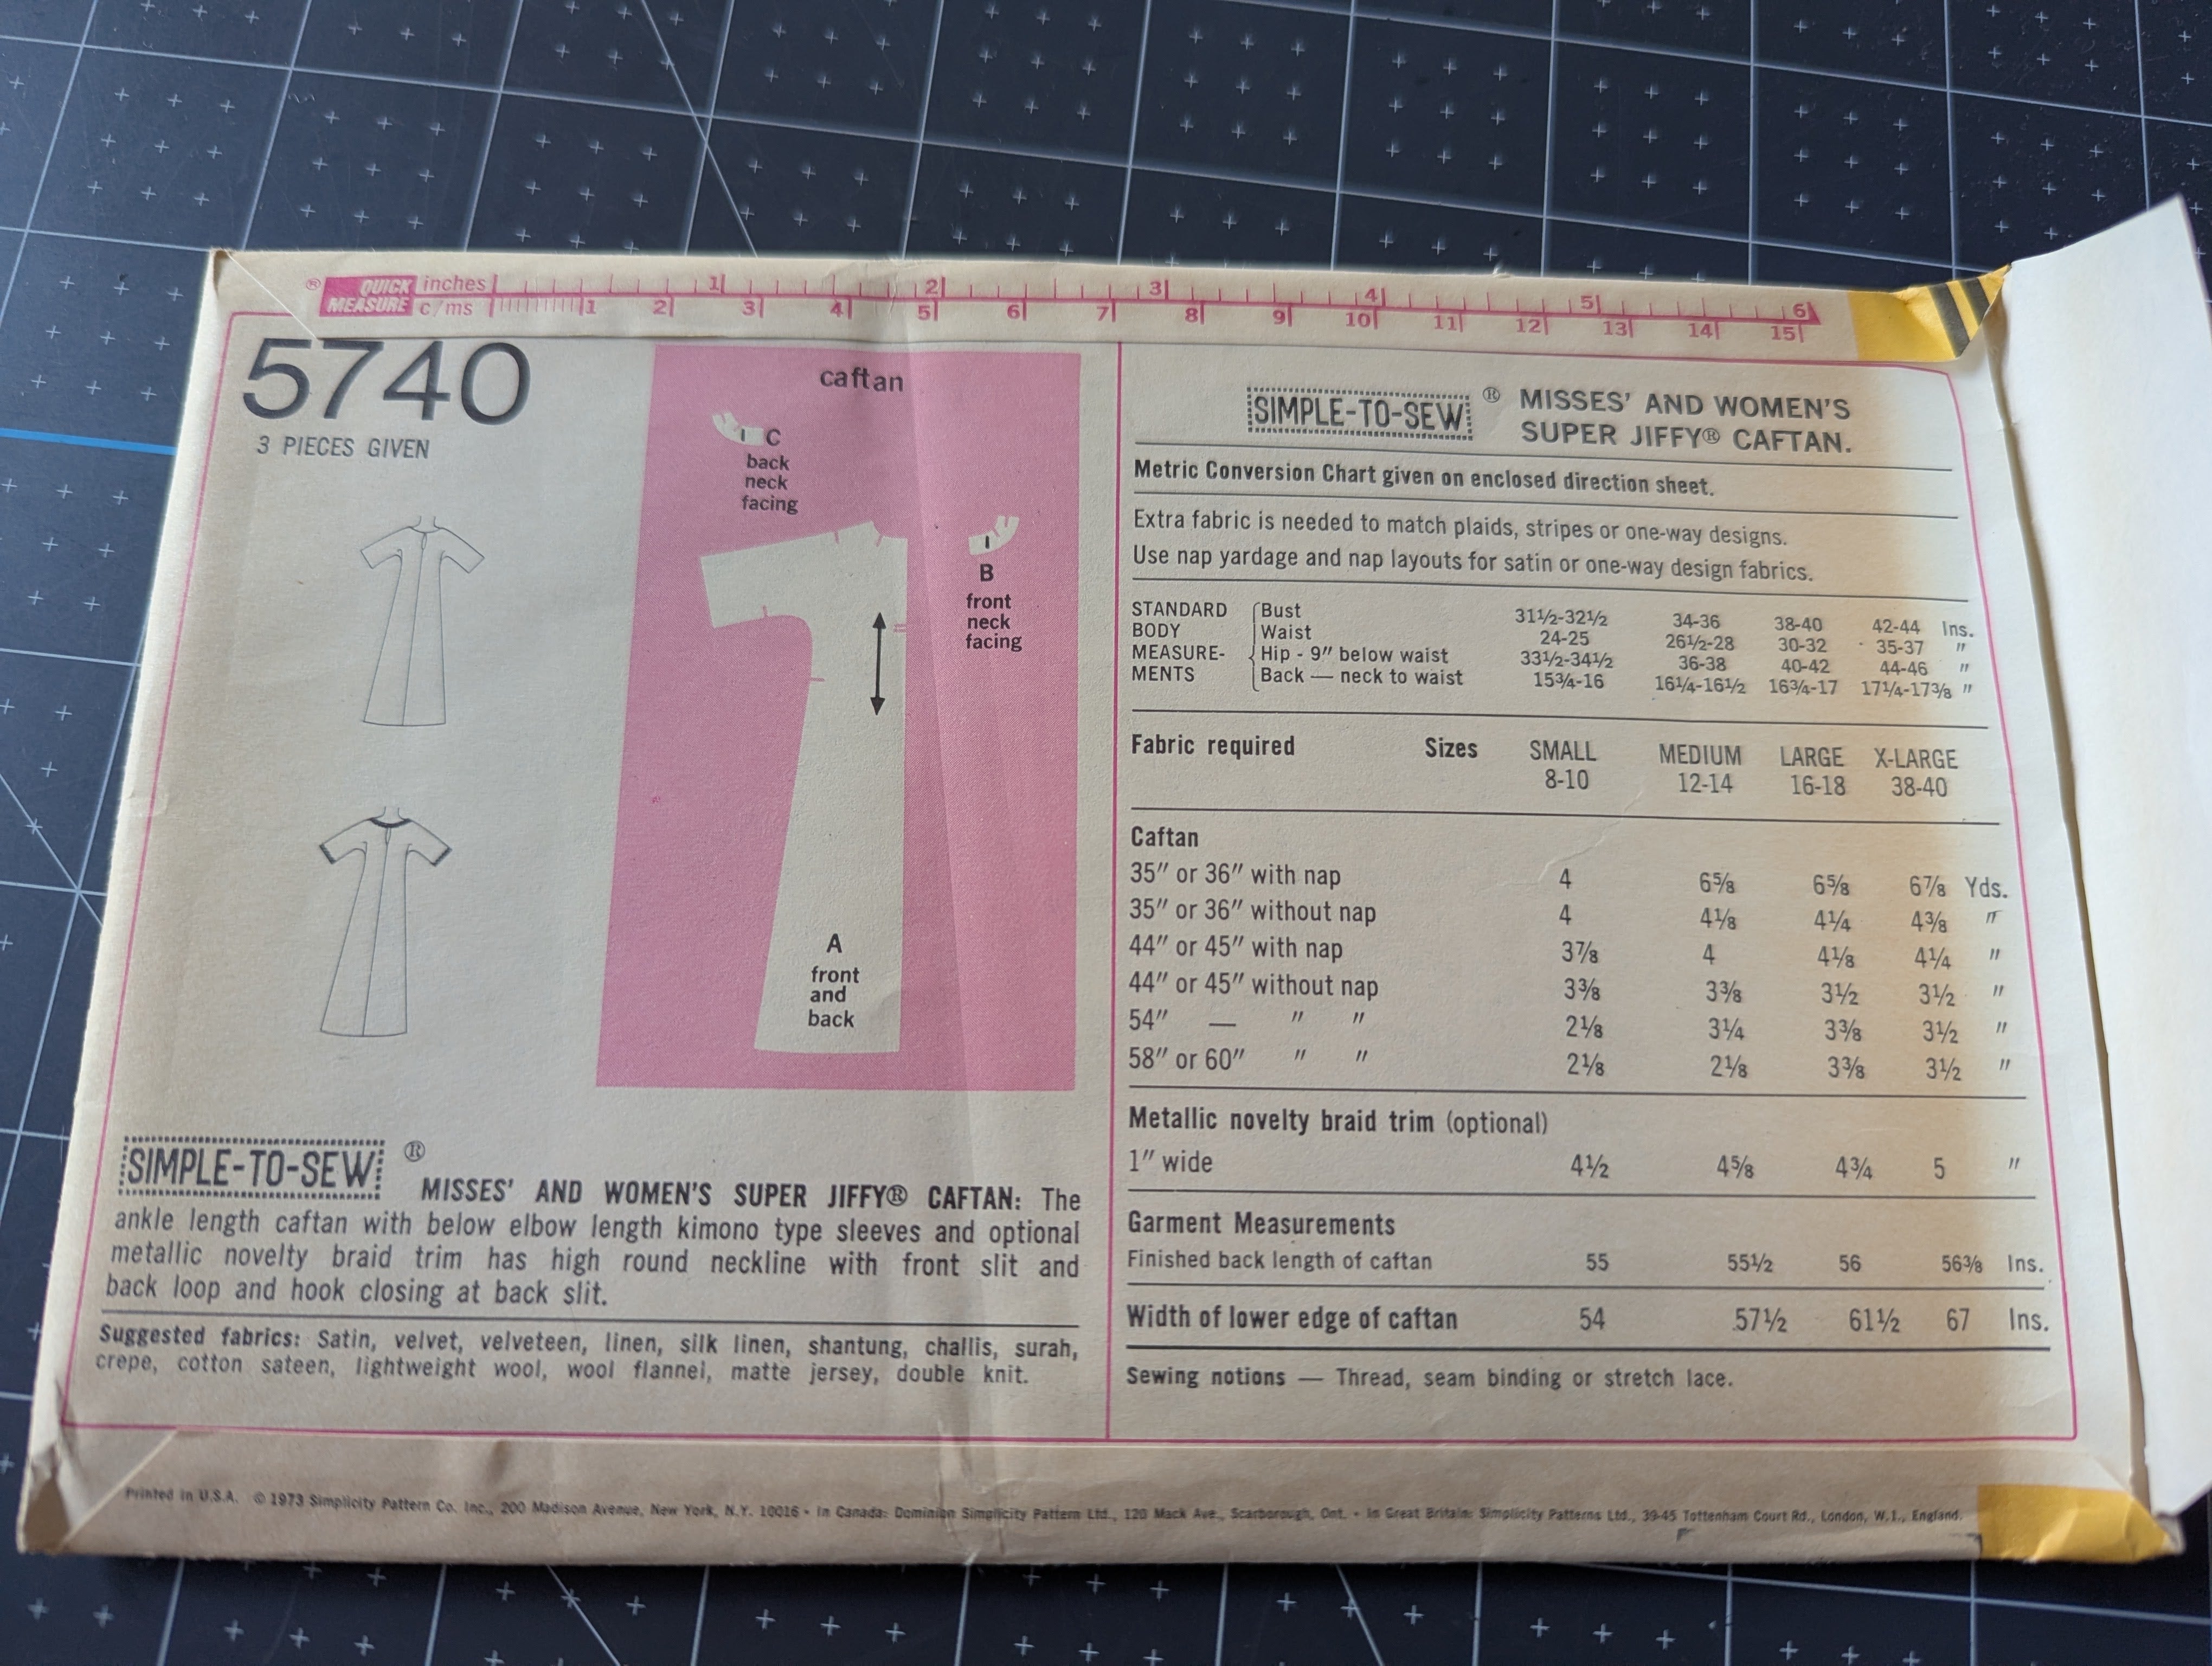 ® QUICK MEASURE inches 1 2 3 4 5 6
c/ms 1 2 3 4 5 6 7 8 9 10 11 12 13 14 15
5740
3 PIECES GIVEN
caftan
C
back
neck
facing
B
front
neck
facing
A
front
and
back
SIMPLE-TO-SEW ®
MISSES' AND WOMEN'S SUPER JIFFY® CAFTAN: The
ankle length caftan with below elbow length kimono type sleeves and optional
metallic novelty braid trim has high round neckline with front slit and
back loop and hook closing at back slit.
Suggested fabrics: Satin, velvet, velveteen, linen, silk linen, shantung, challis, surah,
crepe, cotton sateen, lightweight wool, wool flannel, matte jersey, double knit.
SIMPLE-TO-SEW ® MISSES' AND WOMEN'S
SUPER JIFFY® CAFTAN.
Metric Conversion Chart given on enclosed direction sheet.
Extra fabric is needed to match plaids, stripes or one-way designs.
Use nap yardage and nap layouts for satin or one-way design fabrics.
STANDARD Bust 31½-32½ 34-36 38-40 42-44 Ins.
BODY Waist 24-25 26½-28 30-32 35-37 "
MEASURE- Hip - 9" below waist 33½-34½ 36-38 40-42 44-46 "
MENTS Back — neck to waist 15¾-16 16¼-16½ 16¾-17 17¼-17⅜ "
Fabric required Sizes SMALL MEDIUM LARGE X-LARGE
8-10 12-14 16-18 38-40
Caftan
35" or 36" with nap 4 6⅝ 6⅝ 6⅞ Yds.
35" or 36" without nap 4 4⅛ 4¼ 4⅜ "
44" or 45" with nap 3⅞ 4 4⅛ 4¼ "
44" or 45" without nap 3⅜ 3⅜ 3½ 3½ "
54" — " " 2⅛ 3¼ 3⅜ 3½ "
58" or 60" " " 2⅛ 2⅛ 3⅜ 3½ "
Metallic novelty braid trim (optional)
1" wide 4½ 4⅝ 4¾ 5 "
Garment Measurements
Finished back length of caftan 55 55½ 56 56⅜ Ins.
Width of lower edge of caftan 54 57½ 61½ 67 Ins.
Sewing notions — Thread, seam binding or stretch lace.
Printed in U.S.A. © 1973 Simplicity Pattern Co. Inc., 200 Madison Avenue, New York, N.Y. 10016 • In Canada: Dominion Simplicity Pattern Ltd., 120 Mack Ave., Scarborough, Ont. • In Great Britain: Simplicity Patterns Ltd., 39-45 Tottenham Court Rd., London, W.1., England.